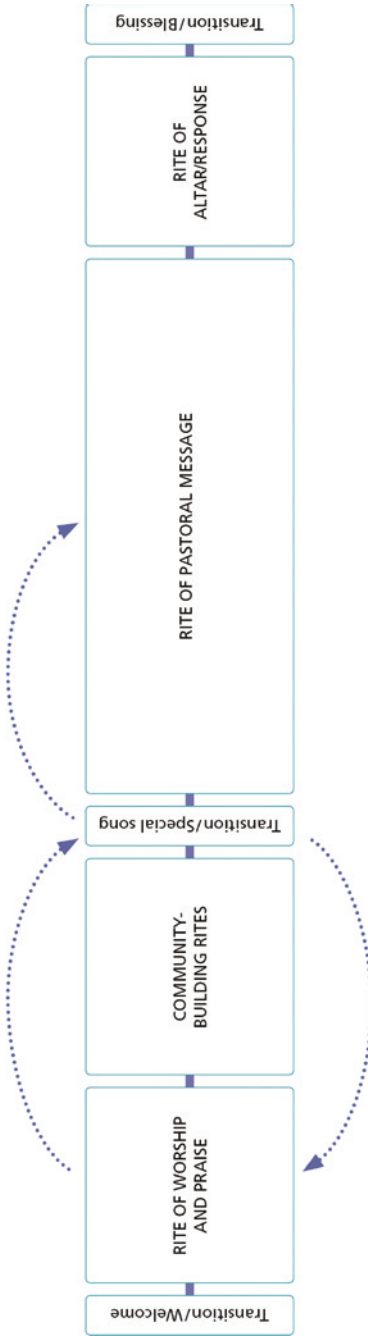 Transition/Welcome
RITE OF WORSHIP
AND PRAISE
COMMUNITY-
BUILDING RITES
Transition/Special song
RITE OF PASTORAL MESSAGE
RITE OF
ALTAR/RESPONSE
Transition/Blessing